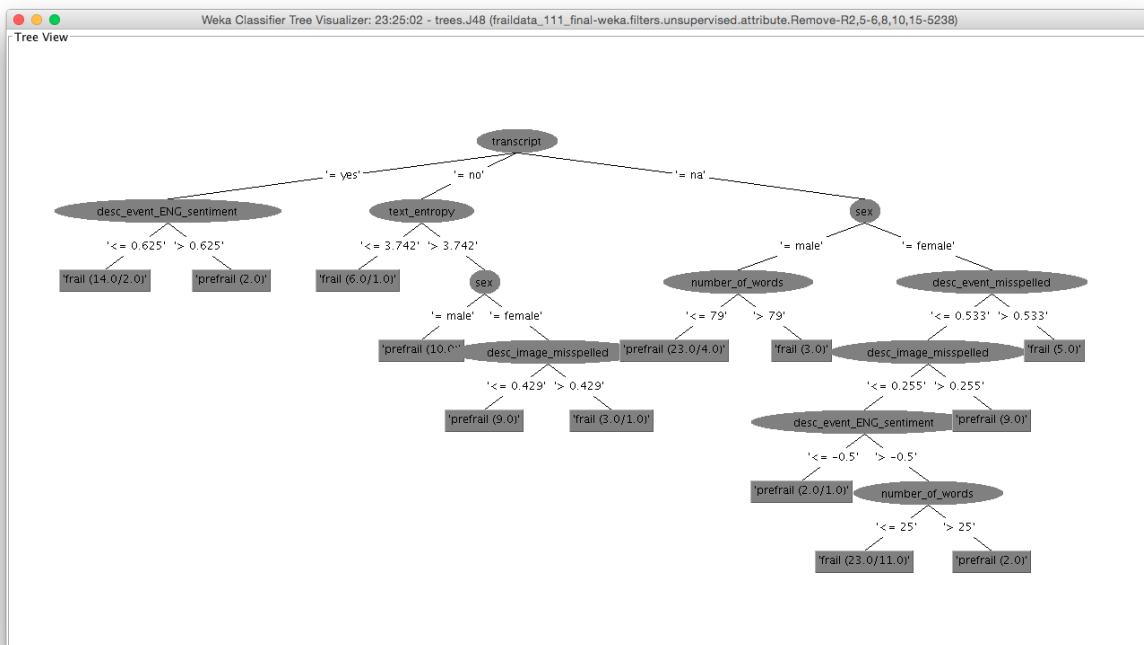 Weka Classifier Tree Visualizer: 23:25:02 - trees.J48 (fraildata_111_final-weka.filters.unsupervised.attribute.Remove-R2,5-6,8,10,15-5238)
Tree View
transcript
'= yes' '= no' '= na'
desc_event_ENG_sentiment text_entropy sex
'<= 0.625' '> 0.625' '<= 3.742' '> 3.742' '= male' '= female'
'frail (14.0/2.0)' 'prefrail (2.0)' 'frail (6.0/1.0)' sex number_of_words desc_event_misspelled
'= male' '= female' '<= 79' '> 79' '<= 0.533' '> 0.533'
'prefrail (10.0)' desc_image_misspelled 'prefrail (23.0/4.0)' 'frail (3.0)' desc_image_misspelled 'frail (5.0)'
'<= 0.429' '> 0.429' '<= 0.255' '> 0.255'
'prefrail (9.0)' 'frail (3.0/1.0)' desc_event_ENG_sentiment 'prefrail (9.0)'
'<= -0.5' '> -0.5'
'prefrail (2.0/1.0)' number_of_words
'<= 25' '> 25'
'frail (23.0/11.0)' 'prefrail (2.0)'